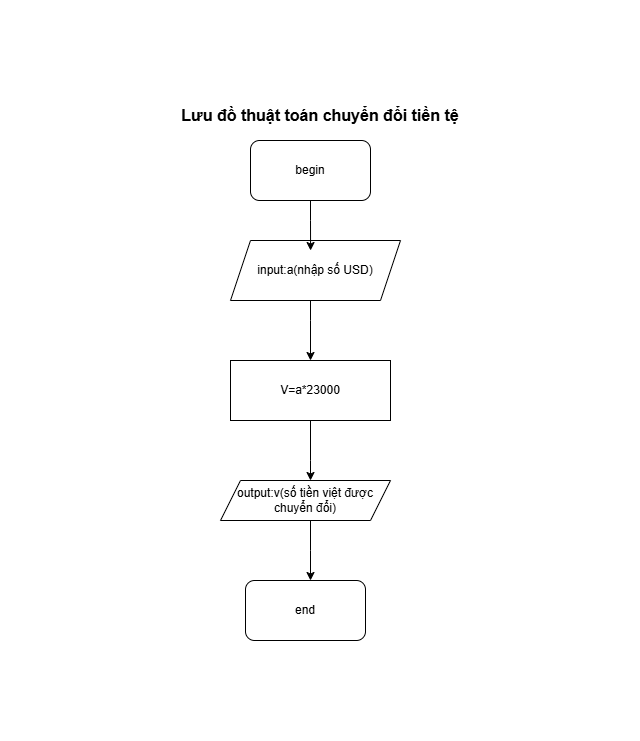 Lưu đồ thuật toán chuyển đổi tiền tệ
begin
input:a(nhập số USD)
V=a*23000
output:v(số tiền việt được
chuyển đổi)
end